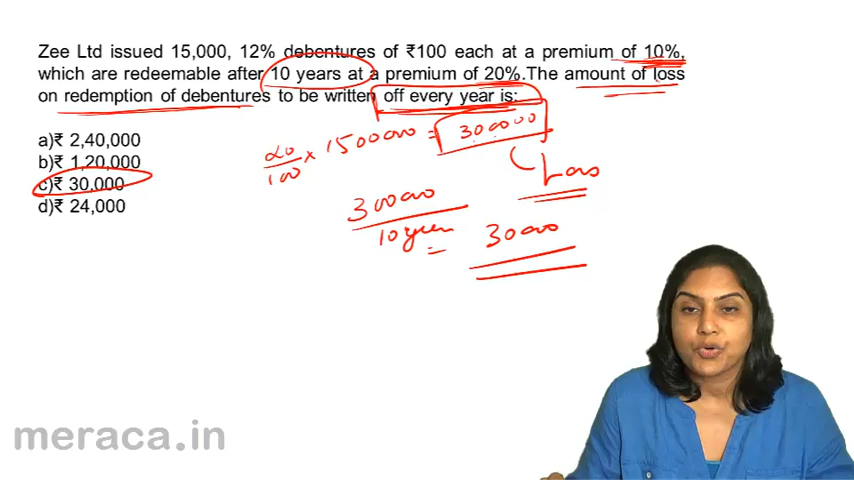 Zee Ltd issued 15,000, 12% debentures of ₹100 each at a premium of 10%,
which are redeemable after 10 years at a premium of 20%.The amount of loss
on redemption of debentures to be written off every year is:
a)₹ 2,40,000
b)₹ 1,20,000
c)₹ 30,000
d)₹ 24,000
20/100 × 1500000 = 300000
Loss
300000
10 years
= 30000
meraca.in